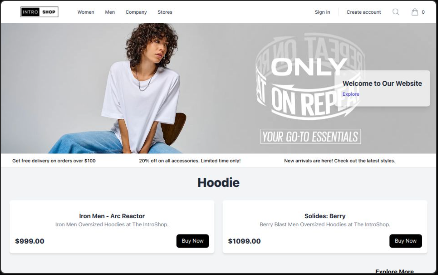 INTRO SHOP Women Men Company Stores Sign in Create account 0
ONLY
AT ON REPEAT
YOUR GO-TO ESSENTIALS
Welcome to Our Website
Explore
Get free delivery on orders over $100 20% off on all accessories. Limited time only! New arrivals are here! Check out the latest styles.
Hoodie
Iron Men - Arc Reactor
Iron Men Oversized Hoodies at The IntroShop.
$999.00 Buy Now
Solides: Berry
Berry Blast Men Oversized Hoodies at The IntroShop.
$1099.00 Buy Now
Explore More